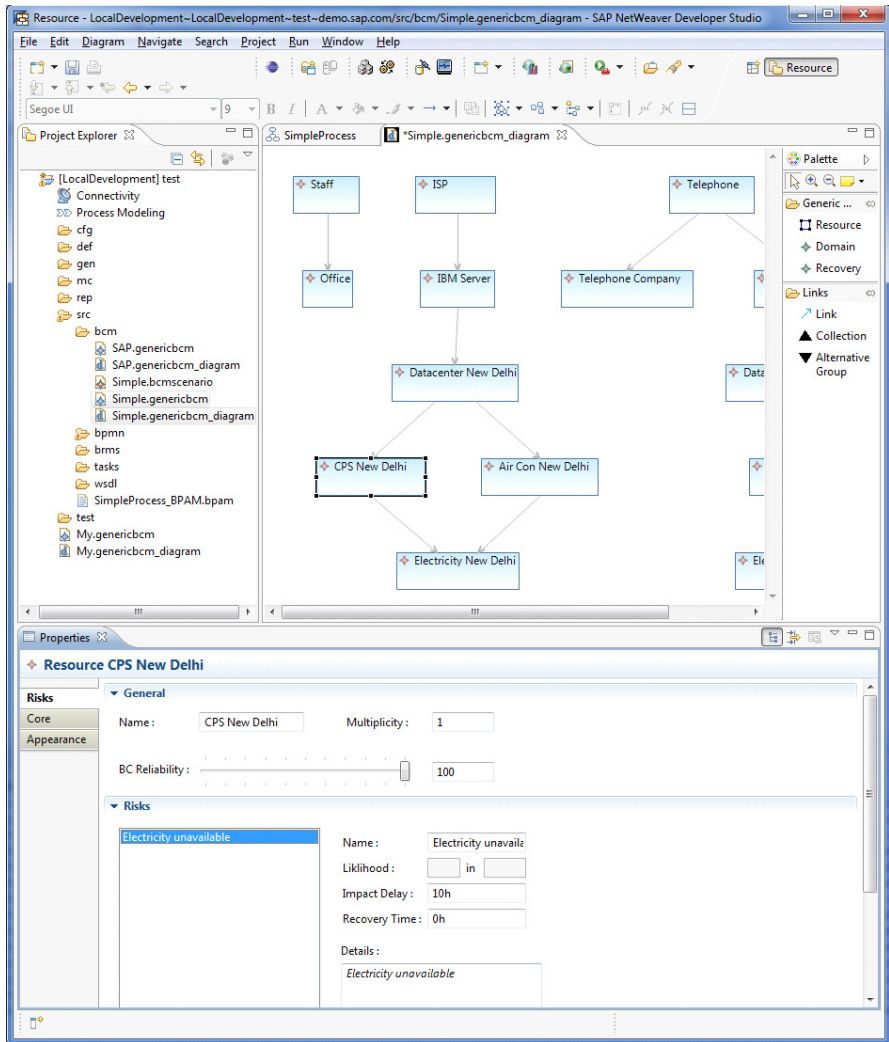 Resource - LocalDevelopment~LocalDevelopment~test~demo.sap.com/src/bcm/Simple.genericbcm_diagram - SAP NetWeaver Developer Studio
File Edit Diagram Navigate Search Project Run Window Help
Resource
Segoe UI 9 B I A
Project Explorer
SimpleProcess *Simple.genericbcm_diagram
[LocalDevelopment] test
Connectivity
Process Modeling
cfg
def
gen
mc
rep
src
bcm
SAP.genericbcm
SAP.genericbcm_diagram
Simple.bcmscenario
Simple.genericbcm
Simple.genericbcm_diagram
bpmn
brms
tasks
wsdl
SimpleProcess_BPAM.bpam
test
My.genericbcm
My.genericbcm_diagram
Staff ISP Telephone
Office IBM Server Telephone Company
Datacenter New Delhi Data
CPS New Delhi Air Con New Delhi
Electricity New Delhi Ele
Palette
Generic ...
Resource
Domain
Recovery
Links
Link
Collection
Alternative
Group
Properties
Resource CPS New Delhi
Risks
Core
Appearance
General
Name : CPS New Delhi Multiplicity : 1
BC Reliability : 100
Risks
Electricity unavailable
Name : Electricity unavaila
Liklihood : in
Impact Delay : 10h
Recovery Time : 0h
Details :
Electricity unavailable